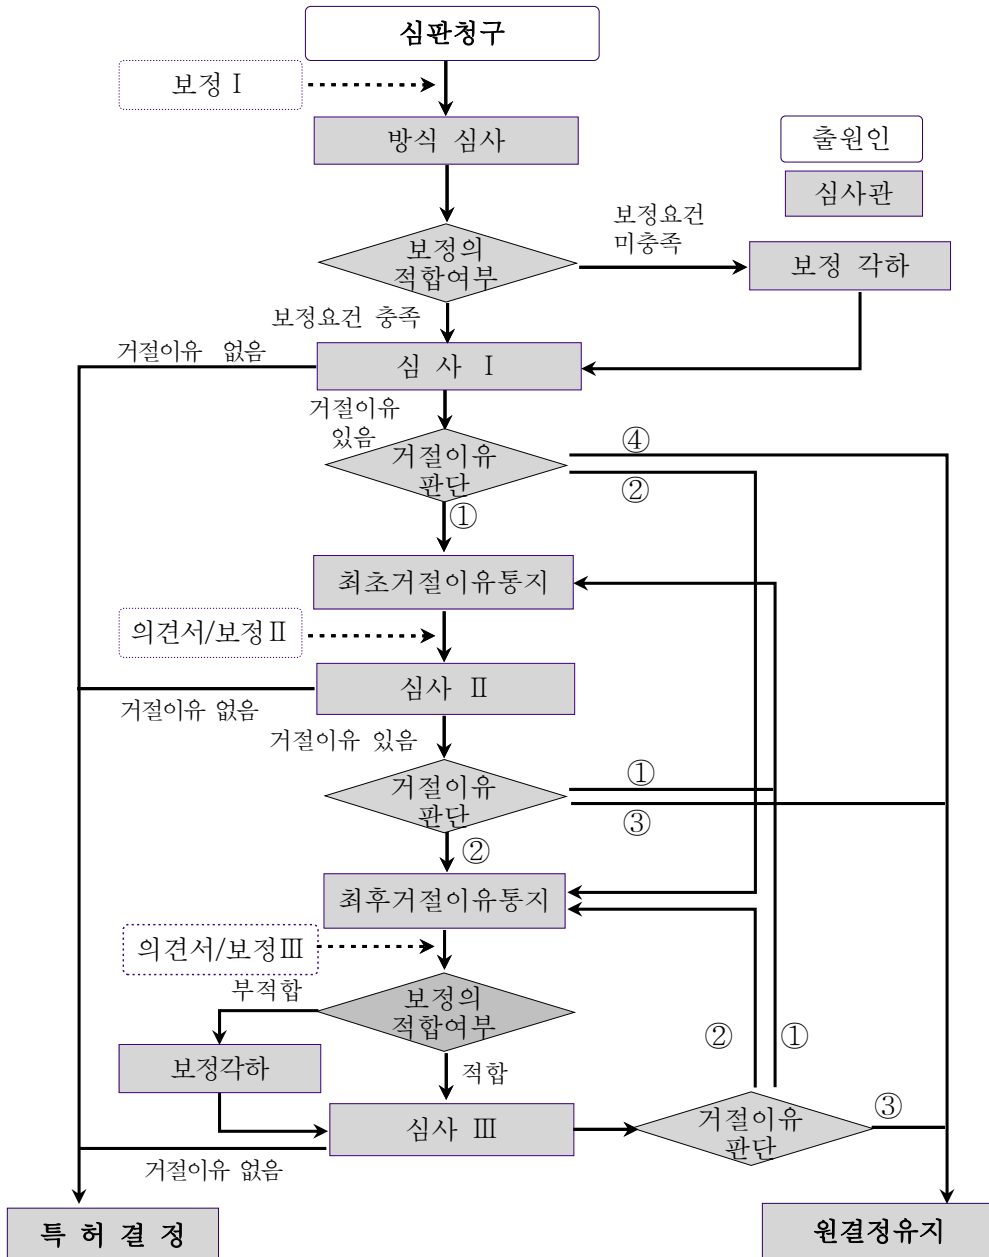 심판청구
보정 Ⅰ
방식 심사
출원인
심사관
보정의
적합여부
보정요건
미충족
보정 각하
보정요건 충족
거절이유 없음
심 사 Ⅰ
거절이유
있음
거절이유
판단
④
②
①
최초거절이유통지
의견서/보정Ⅱ
심사 Ⅱ
거절이유 없음
거절이유 있음
거절이유
판단
①
③
②
최후거절이유통지
의견서/보정Ⅲ
부적합
보정의
적합여부
②
①
보정각하
적합
심사 Ⅲ
거절이유
판단
③
거절이유 없음
특 허 결 정
원결정유지